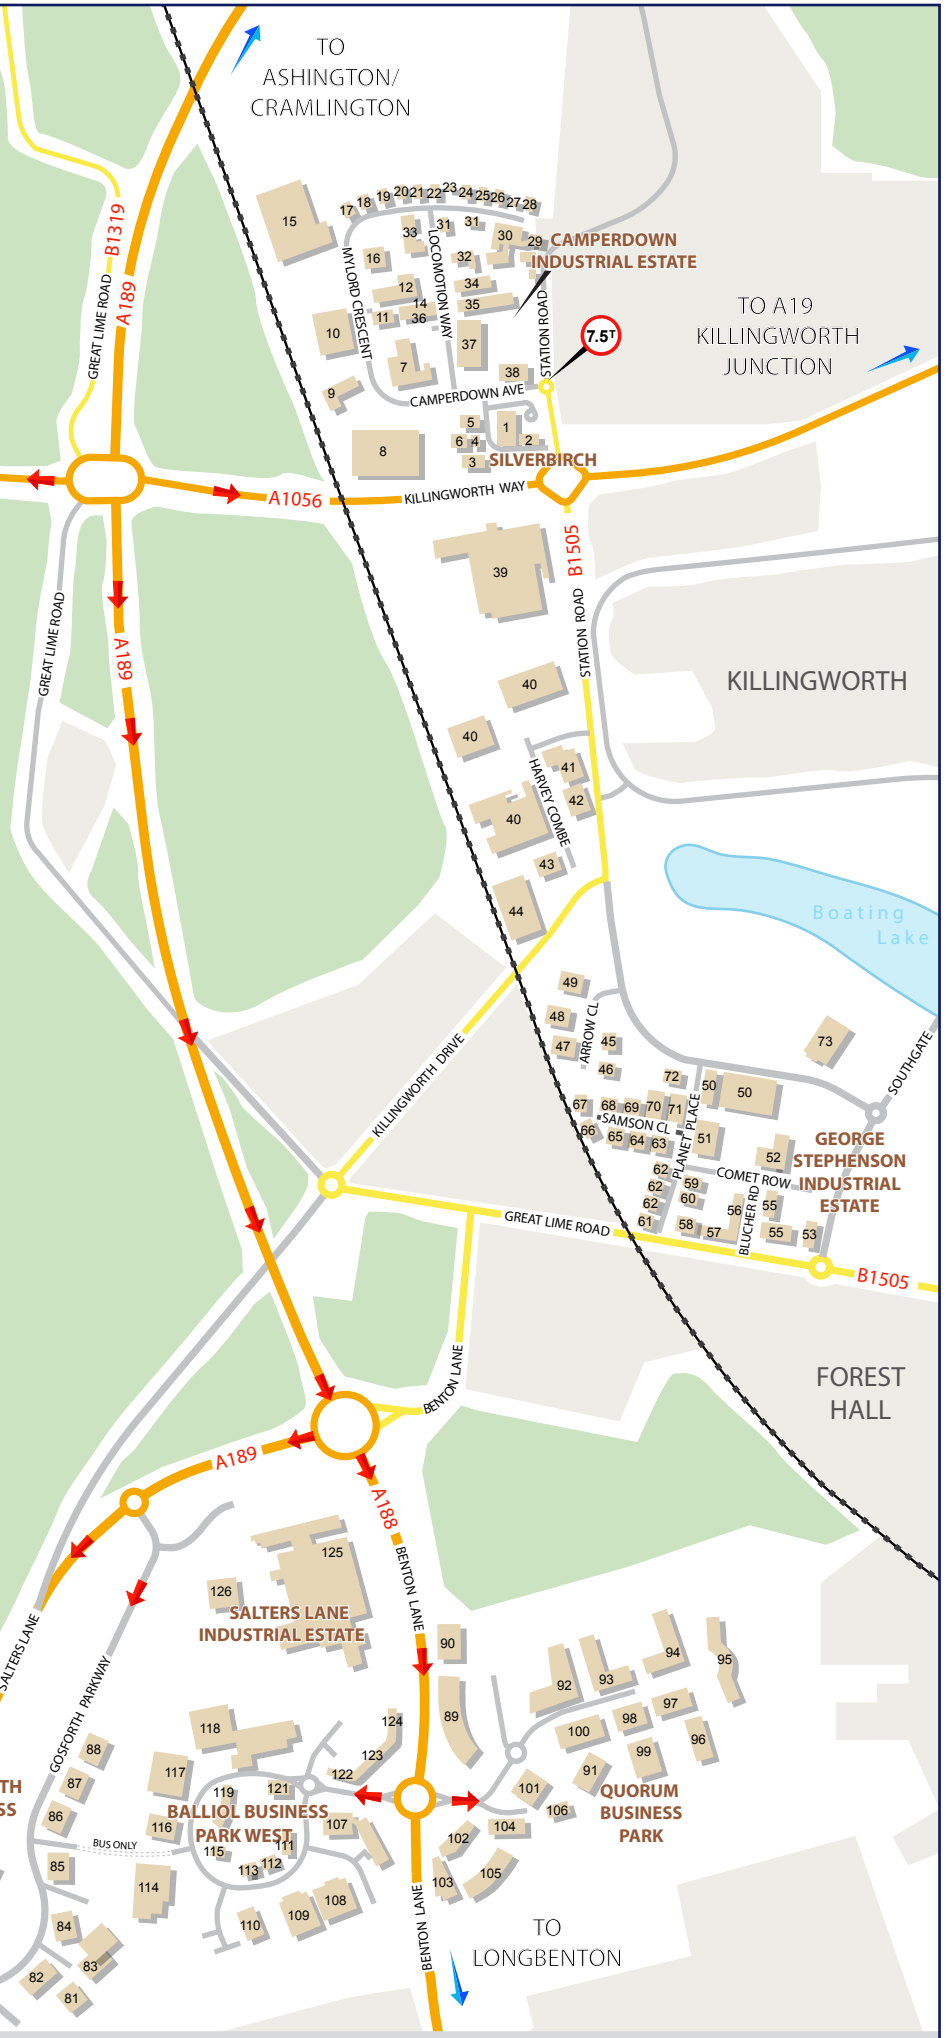 TO
ASHINGTON/
CRAMLINGTON
B1319
GREAT LIME ROAD
A189
15
17
18
19
20
21
22
23
24
25
26
27
28
33
31
31
30
29
CAMPERDOWN
INDUSTRIAL ESTATE
MYLORD CRESCENT
LOCOMOTION WAY
16
32
12
34
14
35
11
36
10
37
7
38
9
STATION ROAD
7.5T
TO A19
KILLINGWORTH
JUNCTION
CAMPERDOWN AVE
5
1
6
4
2
8
3
SILVERBIRCH
A1056
KILLINGWORTH WAY
B1505
39
STATION ROAD
GREAT LIME ROAD
A189
KILLINGWORTH
40
40
41
42
HARVEY COMBE
40
43
44
Boating
Lake
49
48
ARROW CL
47
45
46
73
SOUTHGATE
KILLINGWORTH DRIVE
72
50
50
67
68
69
70
71
SAMSON CL
66
65
64
63
51
PLANET PLACE
52
GEORGE
STEPHENSON
INDUSTRIAL
ESTATE
COMET ROW
62
62
62
59
60
61
58
57
56
BLUCHER RD
55
55
53
GREAT LIME ROAD
B1505
BENTON LANE
FOREST
HALL
A189
A188
BENTON LANE
125
126
SALTERS LANE
INDUSTRIAL ESTATE
SALTERS LANE
GOSFORTH PARKWAY
90
89
92
93
94
95
97
98
100
96
99
91
101
106
QUORUM
BUSINESS
PARK
124
123
122
118
88
117
87
119
121
TH
SS
86
BALLIOL BUSINESS
PARK WEST
116
107
111
115
112
113
BUS ONLY
102
104
103
105
85
114
108
109
110
84
83
82
81
BENTON LANE
TO
LONGBENTON